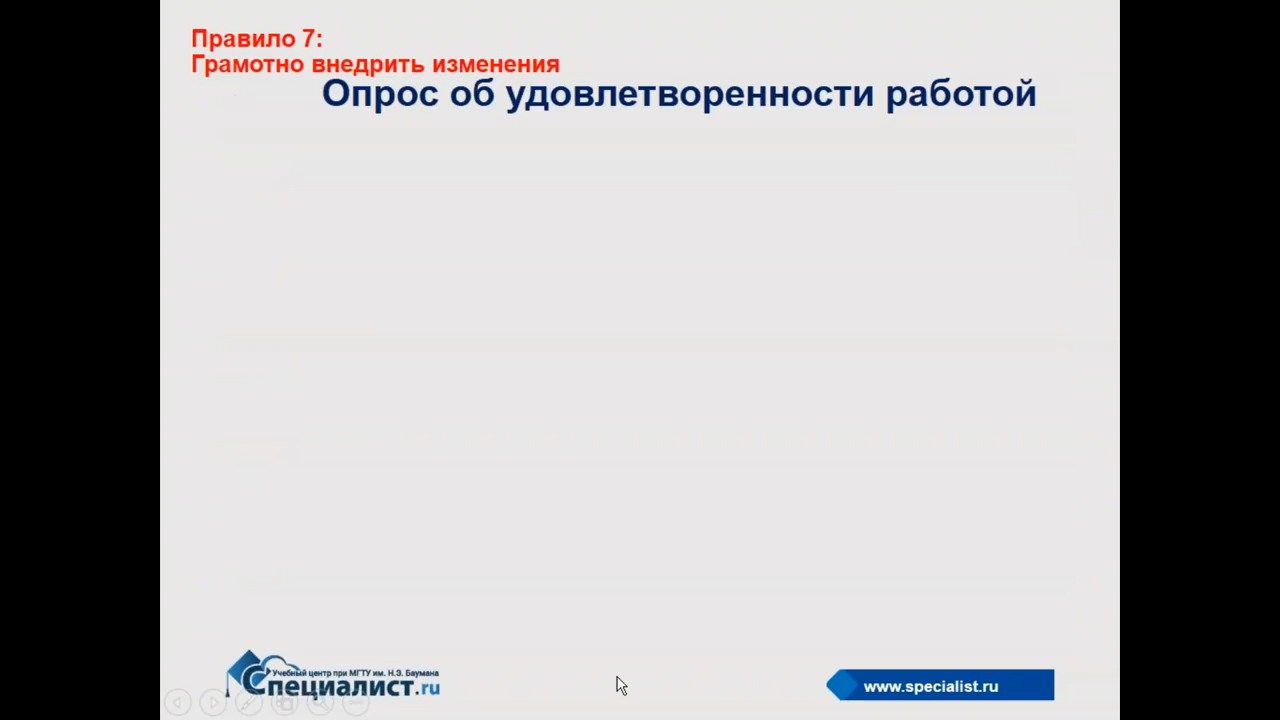 Правило 7:
Грамотно внедрить изменения
Опрос об удовлетворенности работой
Учебный центр при МГТУ им. Н.Э. Баумана
Специалист.ru
www.specialist.ru